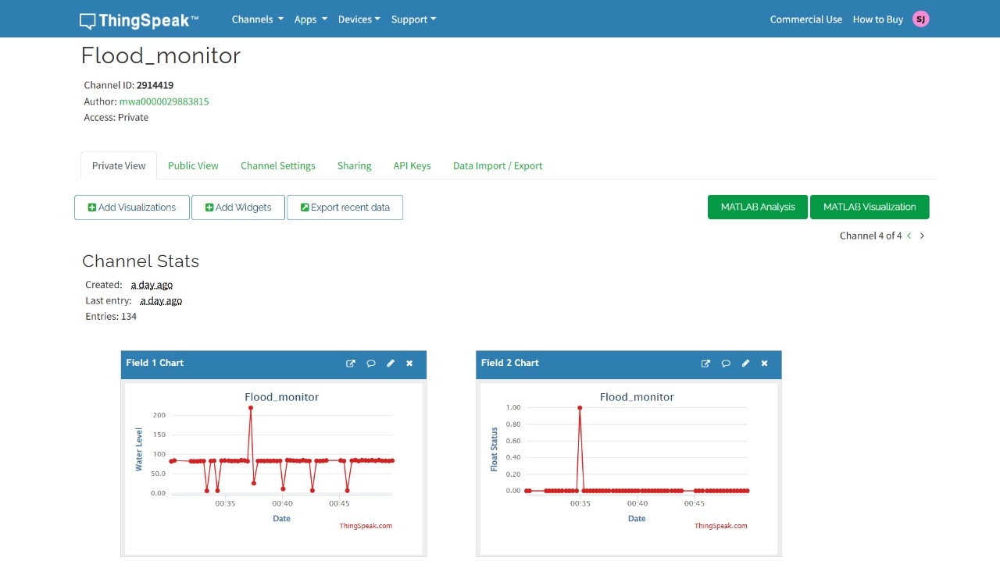 ThingSpeak™ Channels Apps Devices Support Commercial Use How to Buy SJ
Flood_monitor
Channel ID: 2914419
Author: mwa0000029883815
Access: Private
Private View Public View Channel Settings Sharing API Keys Data Import / Export
Add Visualizations Add Widgets Export recent data MATLAB Analysis MATLAB Visualization
Channel 4 of 4 < >
Channel Stats
Created: a day ago
Last entry: a day ago
Entries: 134
Field 1 Chart
Flood_monitor
Water Level
200
150
100
50.0
0.00
00:35 00:40 00:45
Date
ThingSpeak.com
Field 2 Chart
Flood_monitor
Float Status
1.00
0.80
0.60
0.40
0.20
0.00
00:35 00:40 00:45
Date
ThingSpeak.com